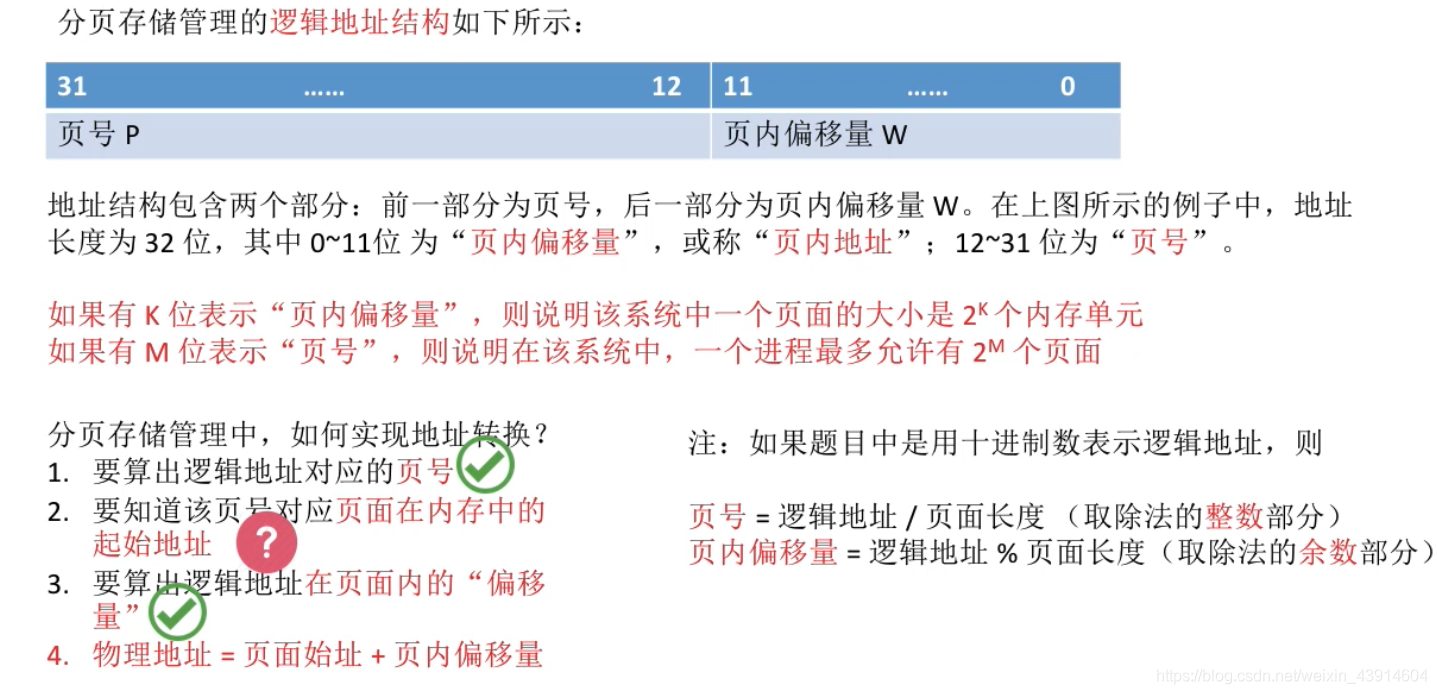 分页存储管理的逻辑地址结构如下所示：
31 …… 12 11 …… 0
页号 P 页内偏移量 W
地址结构包含两个部分：前一部分为页号，后一部分为页内偏移量 W。在上图所示的例子中，地址
长度为 32 位，其中 0~11位 为“页内偏移量”，或称“页内地址”；12~31 位为“页号”。
如果有 K 位表示“页内偏移量”，则说明该系统中一个页面的大小是 2ᴷ 个内存单元
如果有 M 位表示“页号”，则说明在该系统中，一个进程最多允许有 2ᴹ 个页面
分页存储管理中，如何实现地址转换？
1. 要算出逻辑地址对应的页号
2. 要知道该页号对应页面在内存中的
起始地址 ?
3. 要算出逻辑地址在页面内的“偏移
量”
4. 物理地址 = 页面始址 + 页内偏移量
注：如果题目中是用十进制数表示逻辑地址，则
页号 = 逻辑地址 / 页面长度 （取除法的整数部分）
页内偏移量 = 逻辑地址 % 页面长度（取除法的余数部分）
https://blog.csdn.net/weixin_43914604